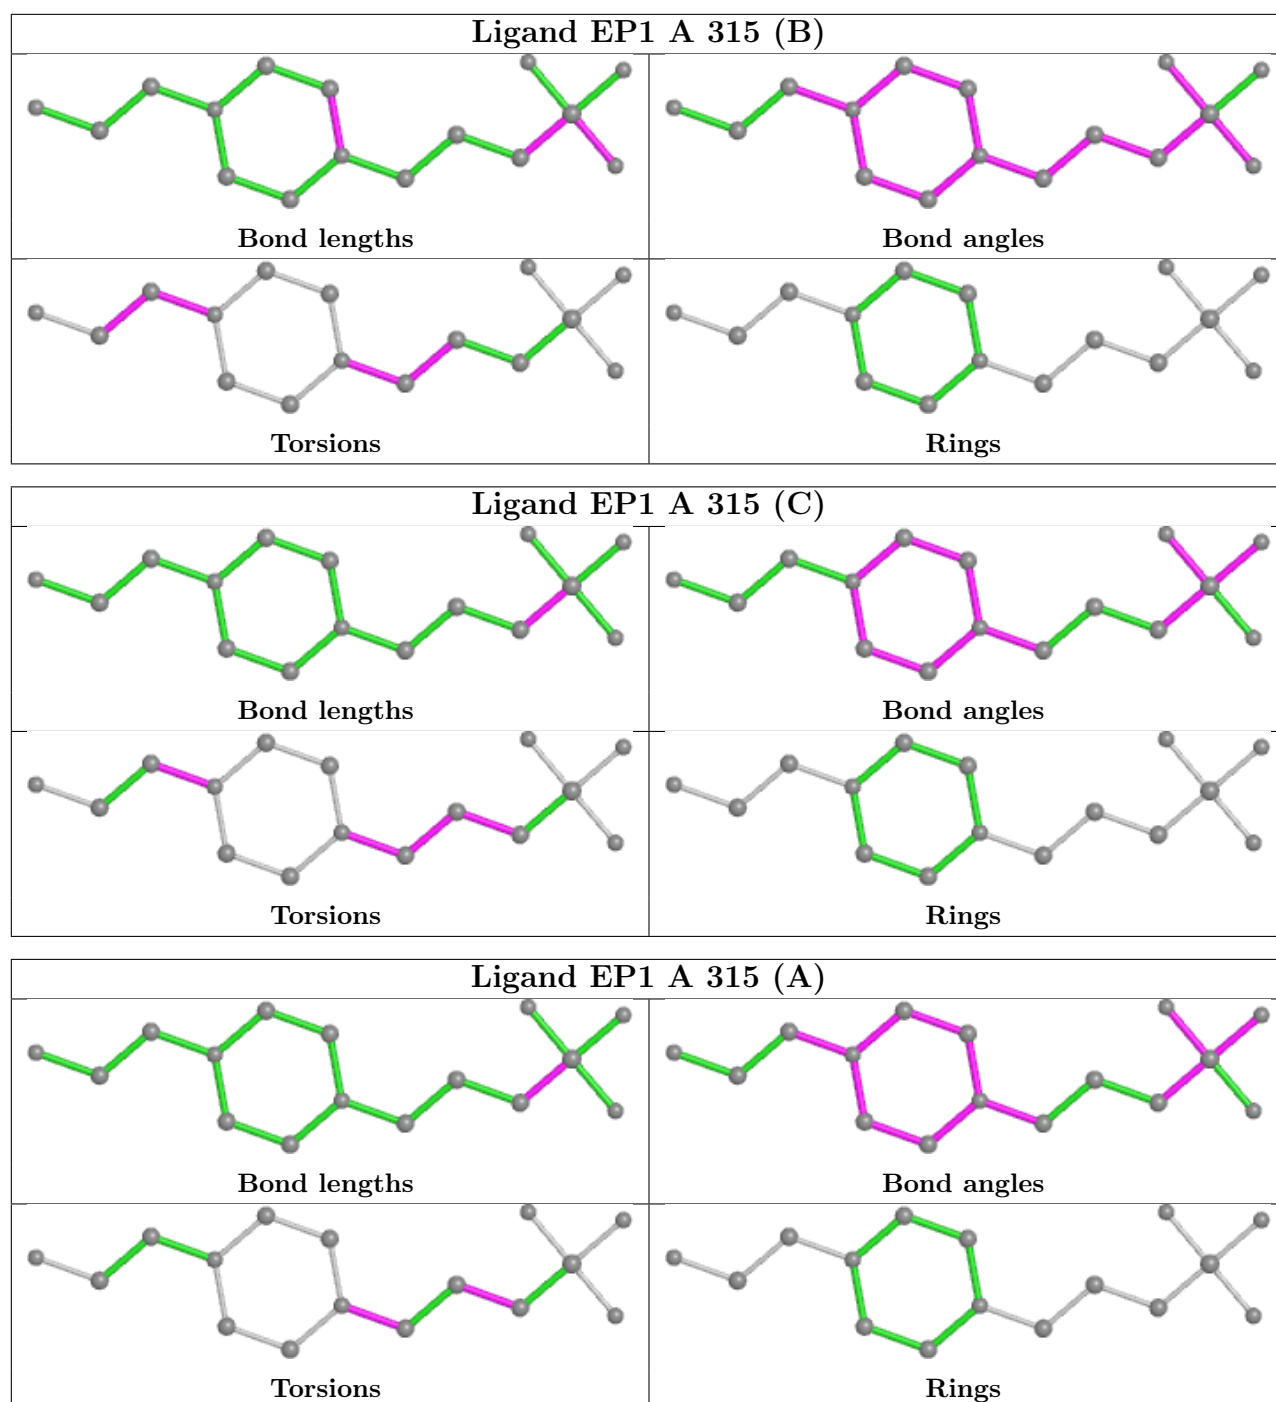 Ligand EP1 A 315 (B)
Bond lengths
Bond angles
Torsions
Rings
Ligand EP1 A 315 (C)
Bond lengths
Bond angles
Torsions
Rings
Ligand EP1 A 315 (A)
Bond lengths
Bond angles
Torsions
Rings